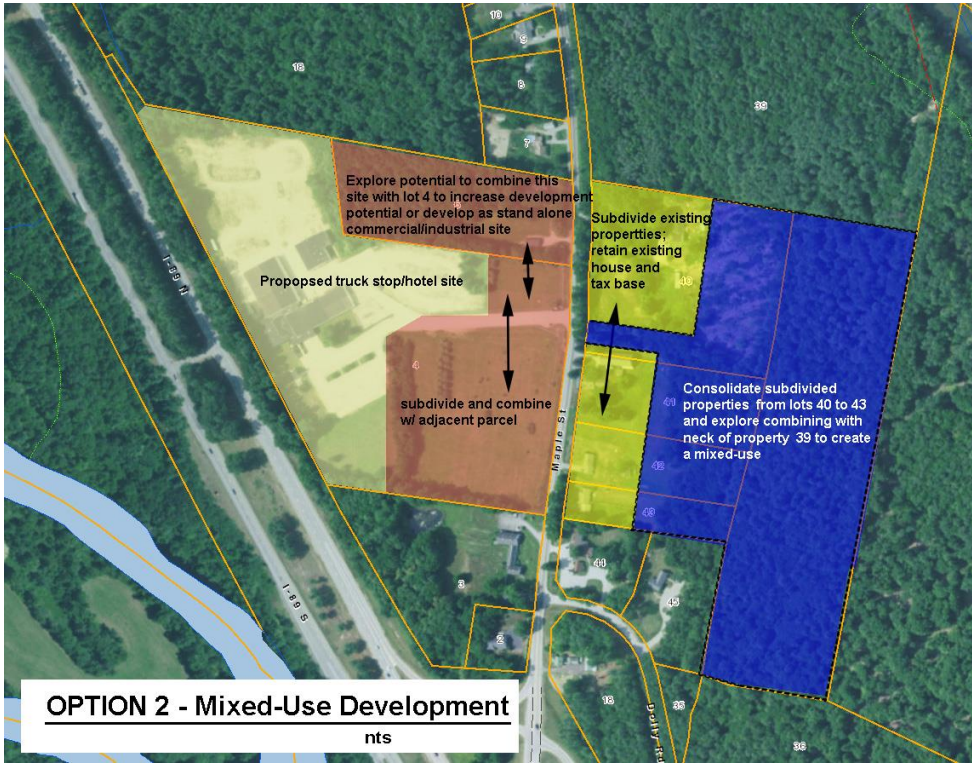 10
9
8
7
18
39
Explore potential to combine this
site with lot 4 to increase development
potential or develop as stand alone
commercial/industrial site
Subdivide existing
propertties;
retain existing
house and
tax base
40
I-89 N
Propopsed truck stop/hotel site
4
subdivide and combine
w/ adjacent parcel
Maple St
Consolidate subdivided
properties from lots 40 to 43
and explore combining with
neck of property 39 to create
a mixed-use
41
42
43
44
45
3
2
I-89 S
18
35
36
Dolly Rd
OPTION 2 - Mixed-Use Development
nts